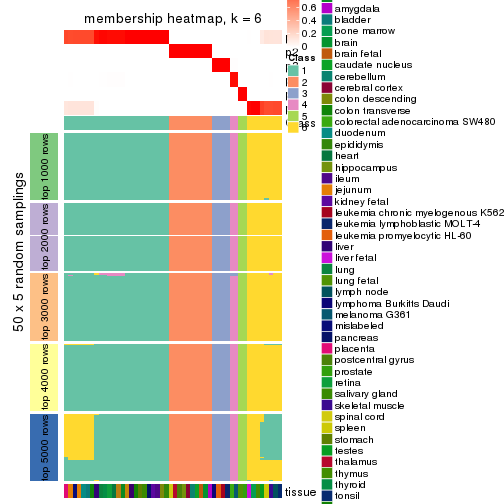 membership heatmap, k = 6
50 x 5 random samplings
top 1000 rows
top 2000 rows
top 3000 rows
top 4000 rows
top 5000 rows
0.6
0.4
0.2
0
Class
1
2
3
4
5
6
tissue
amygdala
bladder
bone marrow
brain
brain fetal
caudate nucleus
cerebellum
cerebral cortex
colon descending
colon transverse
colorectal adenocarcinoma SW480
duodenum
epididymis
heart
hippocampus
ileum
jejunum
kidney fetal
leukemia chronic myelogenous K562
leukemia lymphoblastic MOLT-4
leukemia promyelocytic HL-60
liver
liver fetal
lung
lung fetal
lymph node
lymphoma Burkitts Daudi
melanoma G361
mislabeled
pancreas
placenta
postcentral gyrus
prostate
retina
salivary gland
skeletal muscle
spinal cord
spleen
stomach
testes
thalamus
thymus
thyroid
tonsil